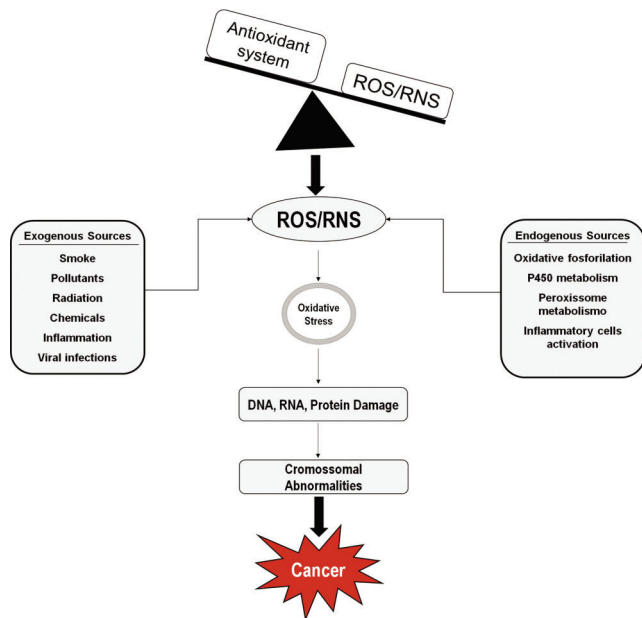 Antioxidant
system
ROS/RNS
ROS/RNS
Exogenous Sources
Smoke
Pollutants
Radiation
Chemicals
Inflammation
Viral infections
Endogenous Sources
Oxidative fosforilation
P450 metabolism
Peroxissome
metabolismo
Inflammatory cells
activation
Oxidative
Stress
DNA, RNA, Protein Damage
Cromossomal
Abnormalities
Cancer